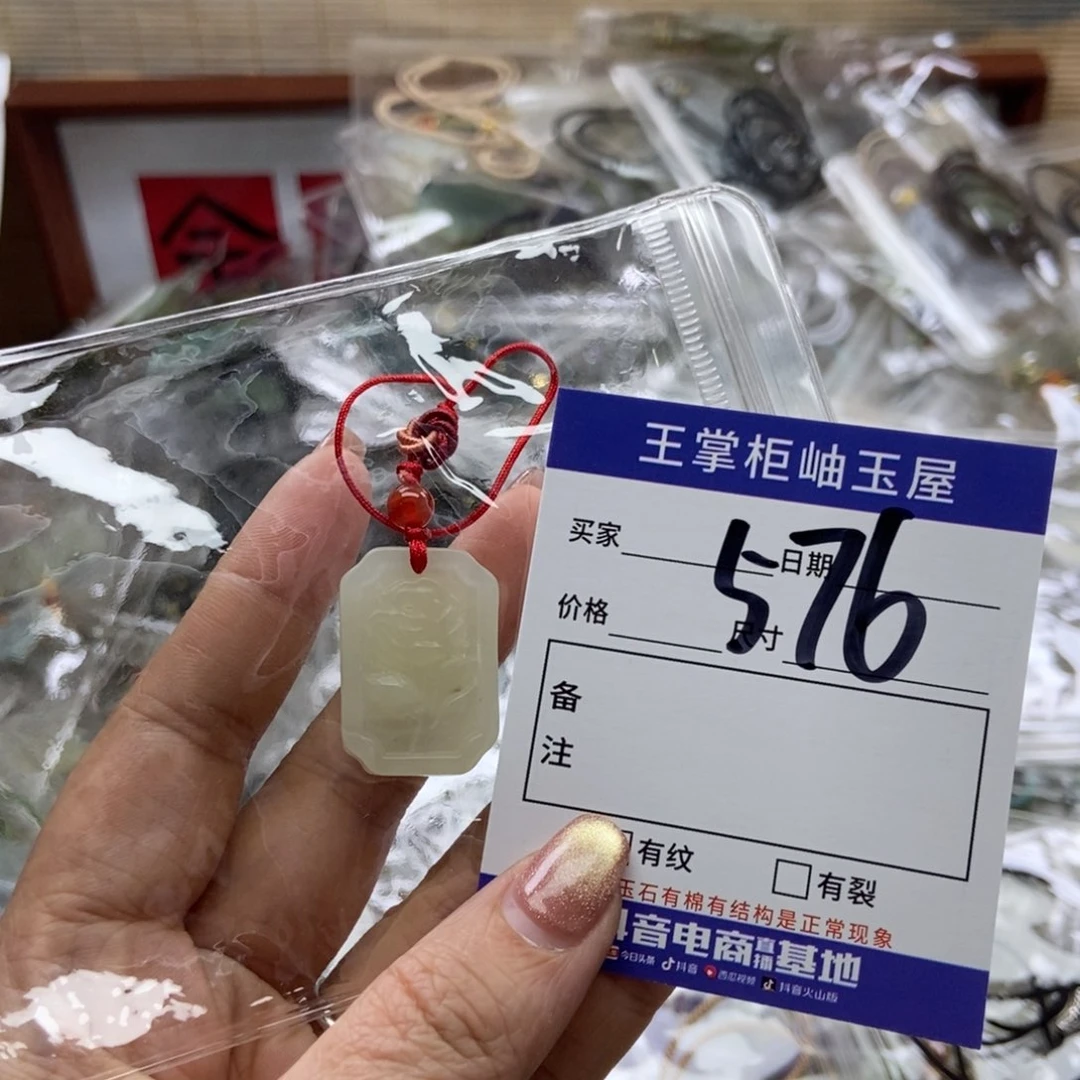 王掌柜岫玉屋
576
买家 日期
价格 尺寸
备
注
有纹 有裂
玉石有棉有结构是正常现象
抖音电商直播基地
今日头条 抖音 西瓜视频 抖音火山版